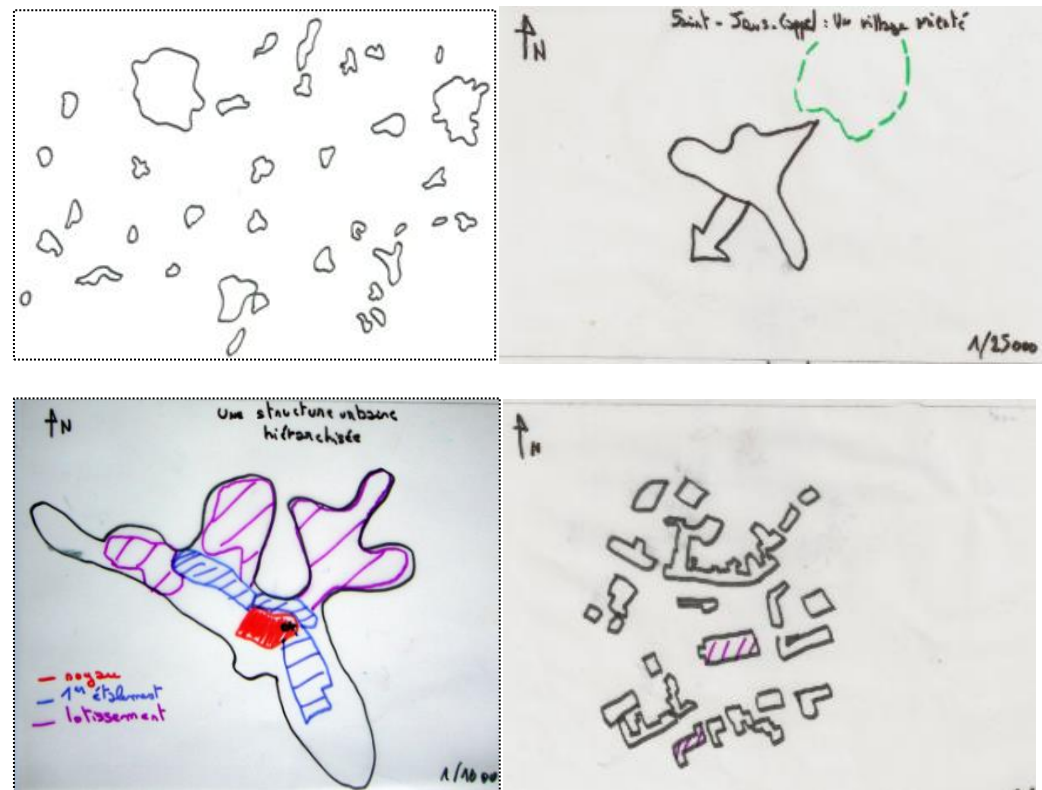 Saint-Jans-Cappel : Un village orienté
N
1/25000
Une structure urbaine
hiérarchisée
N
noyau
1er étalement
lotissement
N